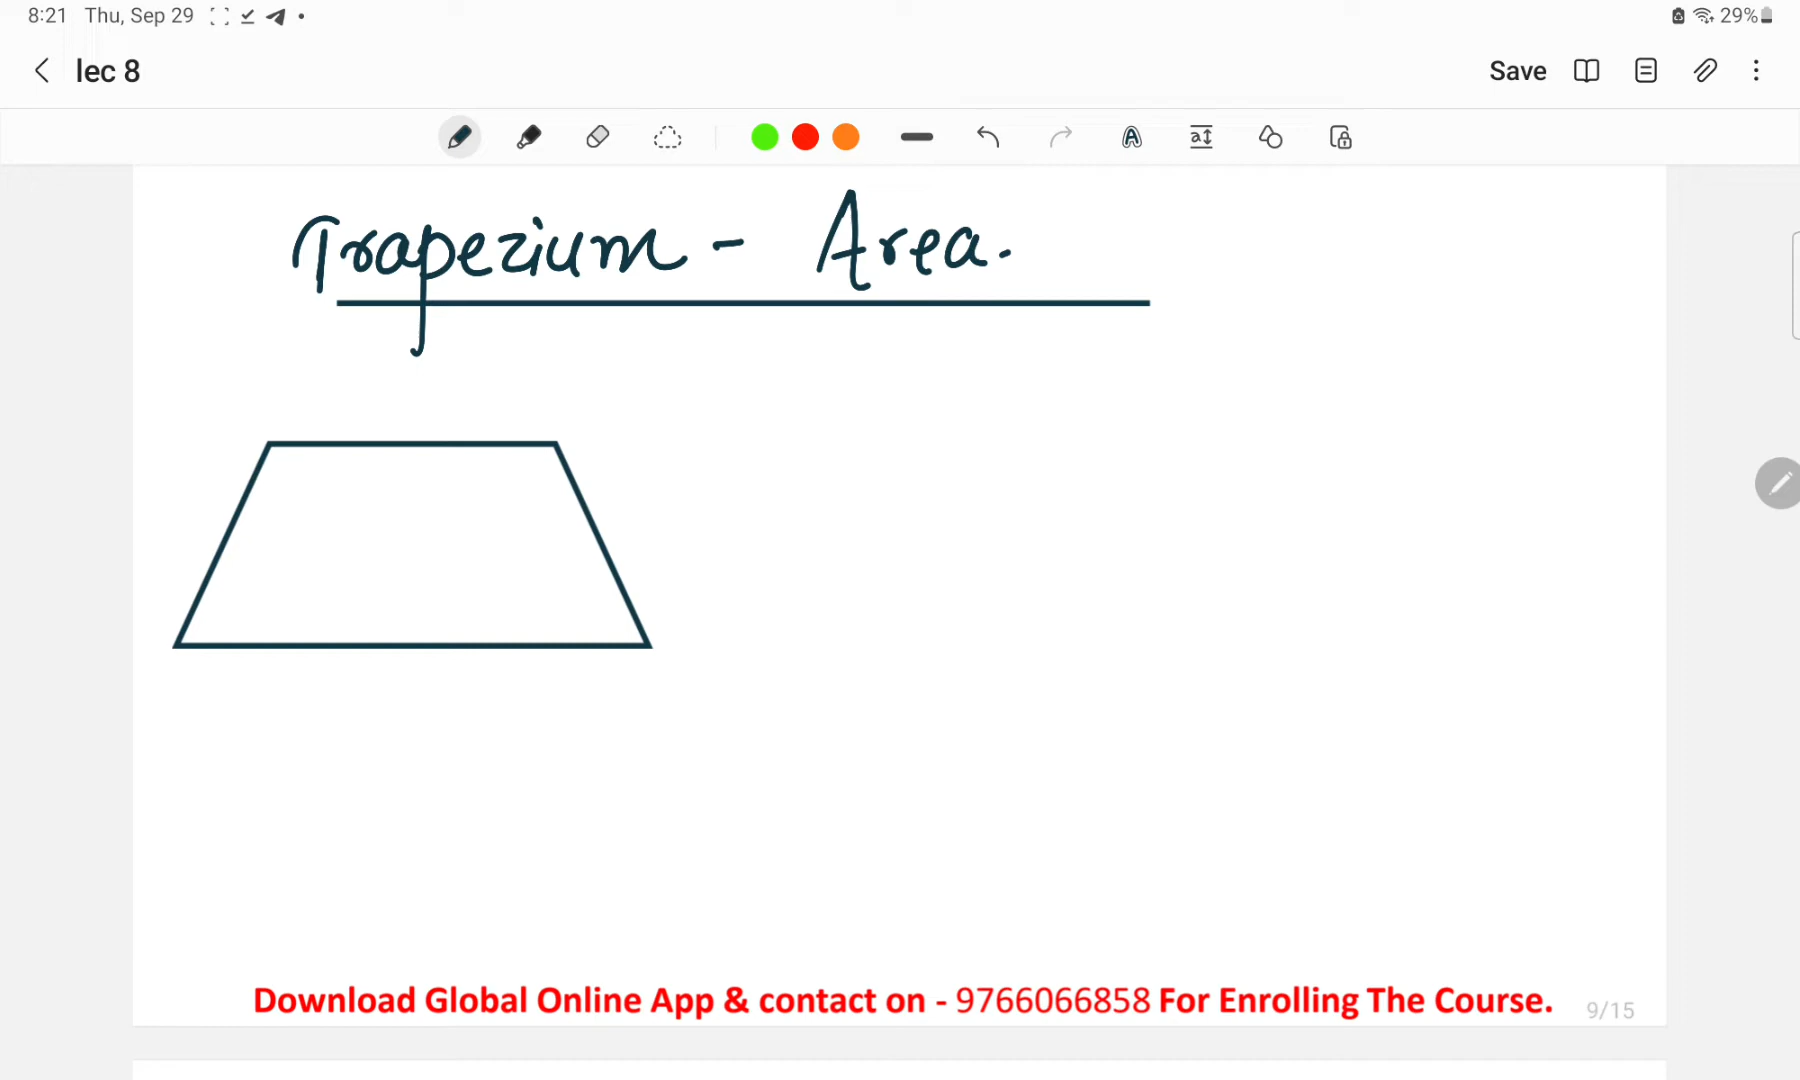 8:21 Thu, Sep 29 29%
lec 8
Save
Trapezium - Area.
Download Global Online App & contact on - 9766066858 For Enrolling The Course.
9/15